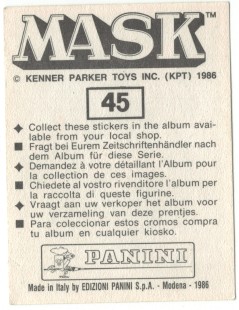 MASK™
© KENNER PARKER TOYS INC. (KPT) 1986
45
◆ Collect these stickers in the album avai-
lable from your local shop.
■ Fragt bei Eurem Zeitschriftenhändler nach
dem Album für diese Serie.
◆ Demandez à votre détaillant l'Album pour
la collection de ces images.
■ Chiedete al vostro rivenditore l'album per
la raccolta di queste figurine.
◆ Vraagt aan uw verkoper het album voor
uw verzameling van deze prentjes.
■ Para coleccionar estos cromos compra
tu album en cualquier kiosko.
PANINI
Made in Italy by EDIZIONI PANINI S.p.A. - Modena - 1986